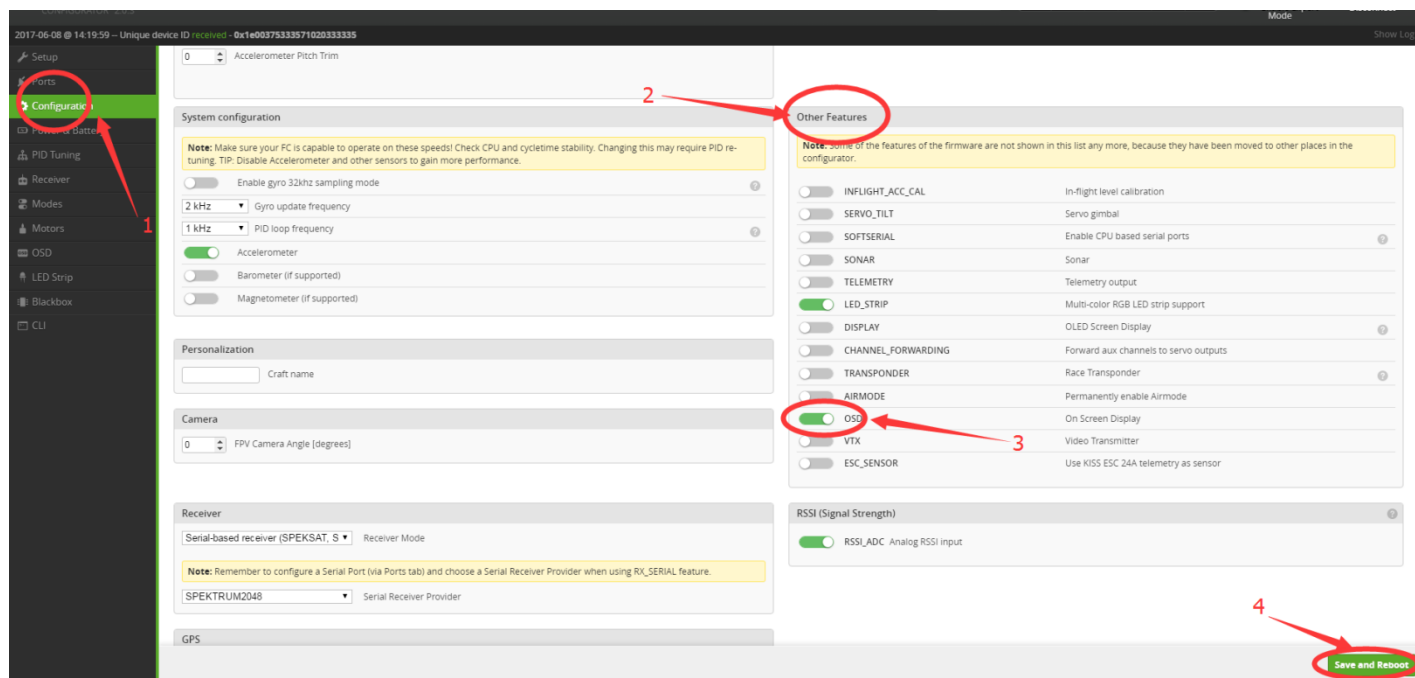 CONFIGURATOR 2.0.3
Mode
2017-06-08 @ 14:19:59 -- Unique device ID received - 0x1e00375333571020333335
Show Log
Setup
Ports
Configuration
Power & Battery
PID Tuning
Receiver
Modes
Motors
OSD
LED Strip
Blackbox
CLI
1
0 Accelerometer Pitch Trim
2
System configuration
Note: Make sure your FC is capable to operate on these speeds! Check CPU and cycletime stability. Changing this may require PID re-
tuning. TIP: Disable Accelerometer and other sensors to gain more performance.
Enable gyro 32khz sampling mode
2 kHz Gyro update frequency
1 kHz PID loop frequency
Accelerometer
Barometer (if supported)
Magnetometer (if supported)
Personalization
Craft name
Camera
0 FPV Camera Angle [degrees]
Receiver
Serial-based receiver (SPEKSAT, S Receiver Mode
Note: Remember to configure a Serial Port (via Ports tab) and choose a Serial Receiver Provider when using RX_SERIAL feature.
SPEKTRUM2048 Serial Receiver Provider
GPS
Other Features
Note: Some of the features of the firmware are not shown in this list any more, because they have been moved to other places in the
configurator.
INFLIGHT_ACC_CAL In-flight level calibration
SERVO_TILT Servo gimbal
SOFTSERIAL Enable CPU based serial ports
SONAR Sonar
TELEMETRY Telemetry output
LED_STRIP Multi-color RGB LED strip support
DISPLAY OLED Screen Display
CHANNEL_FORWARDING Forward aux channels to servo outputs
TRANSPONDER Race Transponder
AIRMODE Permanently enable Airmode
OSD On Screen Display
VTX Video Transmitter
3
ESC_SENSOR Use KISS ESC 24A telemetry as sensor
RSSI (Signal Strength)
RSSI_ADC Analog RSSI input
4
Save and Reboot